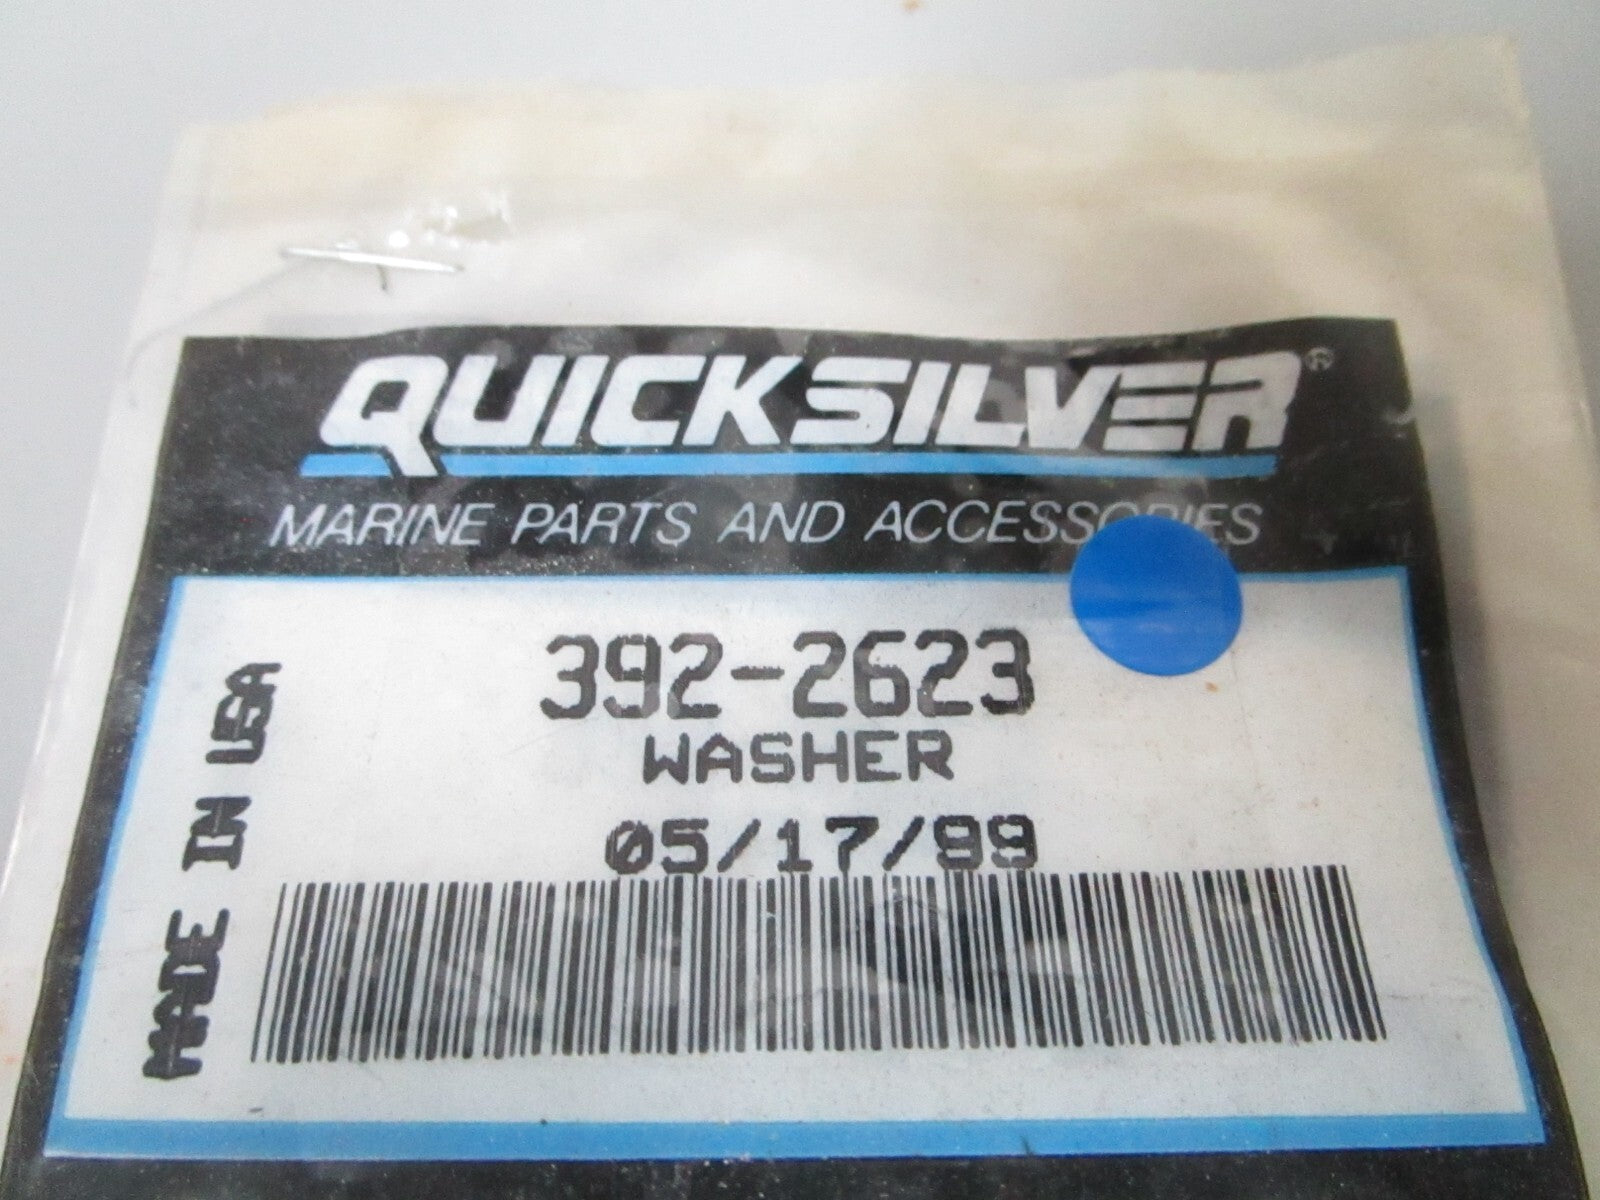 QUICKSILVER®
MARINE PARTS AND ACCESSORIES
392-2623
WASHER
05/17/99
MADE IN USA